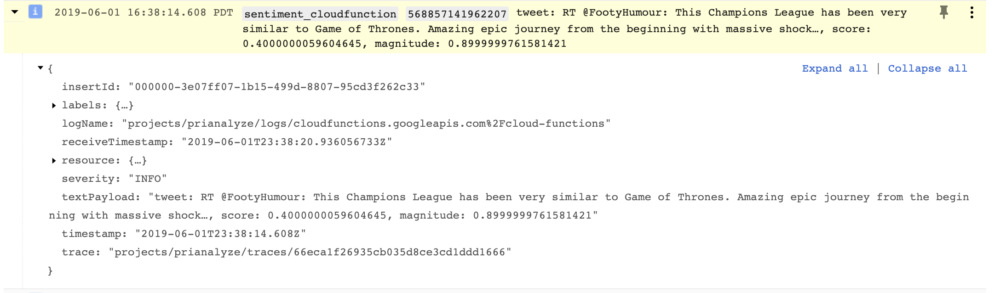 i 2019-06-01 16:38:14.608 PDT sentiment_cloudfunction 568857141962207 tweet: RT @FootyHumour: This Champions League has been very
similar to Game of Thrones. Amazing epic journey from the beginning with massive shock…, score:
0.4000000059604645, magnitude: 0.8999999761581421
{ Expand all | Collapse all
insertId: "000000-3e07ff07-1b15-499d-8807-95cd3f262c33"
labels: {…}
logName: "projects/prianalyze/logs/cloudfunctions.googleapis.com%2Fcloud-functions"
receiveTimestamp: "2019-06-01T23:38:20.936056733Z"
resource: {…}
severity: "INFO"
textPayload: "tweet: RT @FootyHumour: This Champions League has been very similar to Game of Thrones. Amazing epic journey from the begin
ning with massive shock…, score: 0.4000000059604645, magnitude: 0.8999999761581421"
timestamp: "2019-06-01T23:38:14.608Z"
trace: "projects/prianalyze/traces/66eca1f26935cb035d8ce3cd1ddd1666"
}